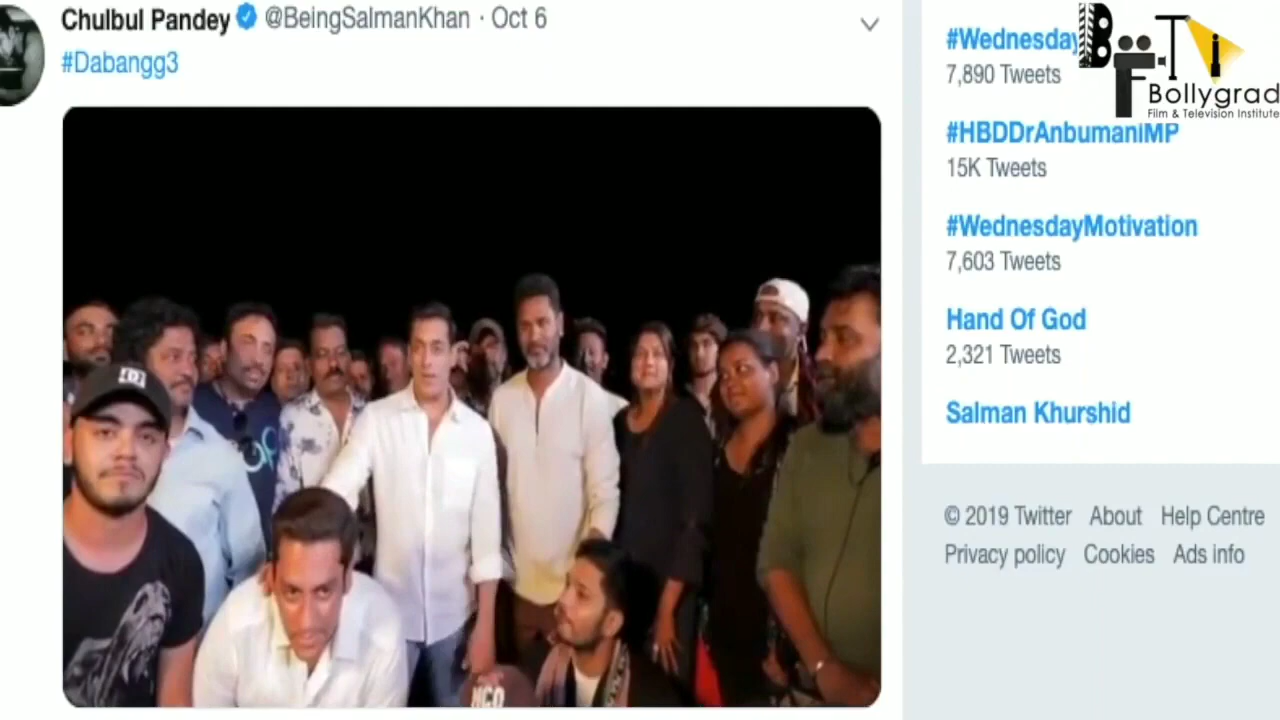 Chulbul Pandey @BeingSalmanKhan · Oct 6
#Dabangg3
#Wednesday
7,890 Tweets
#HBDDrAnbumaniMP
15K Tweets
#WednesdayMotivation
7,603 Tweets
Hand Of God
2,321 Tweets
Salman Khurshid
© 2019 Twitter About Help Centre
Privacy policy Cookies Ads info
BFTI
Bollygrad
Film & Television Institute